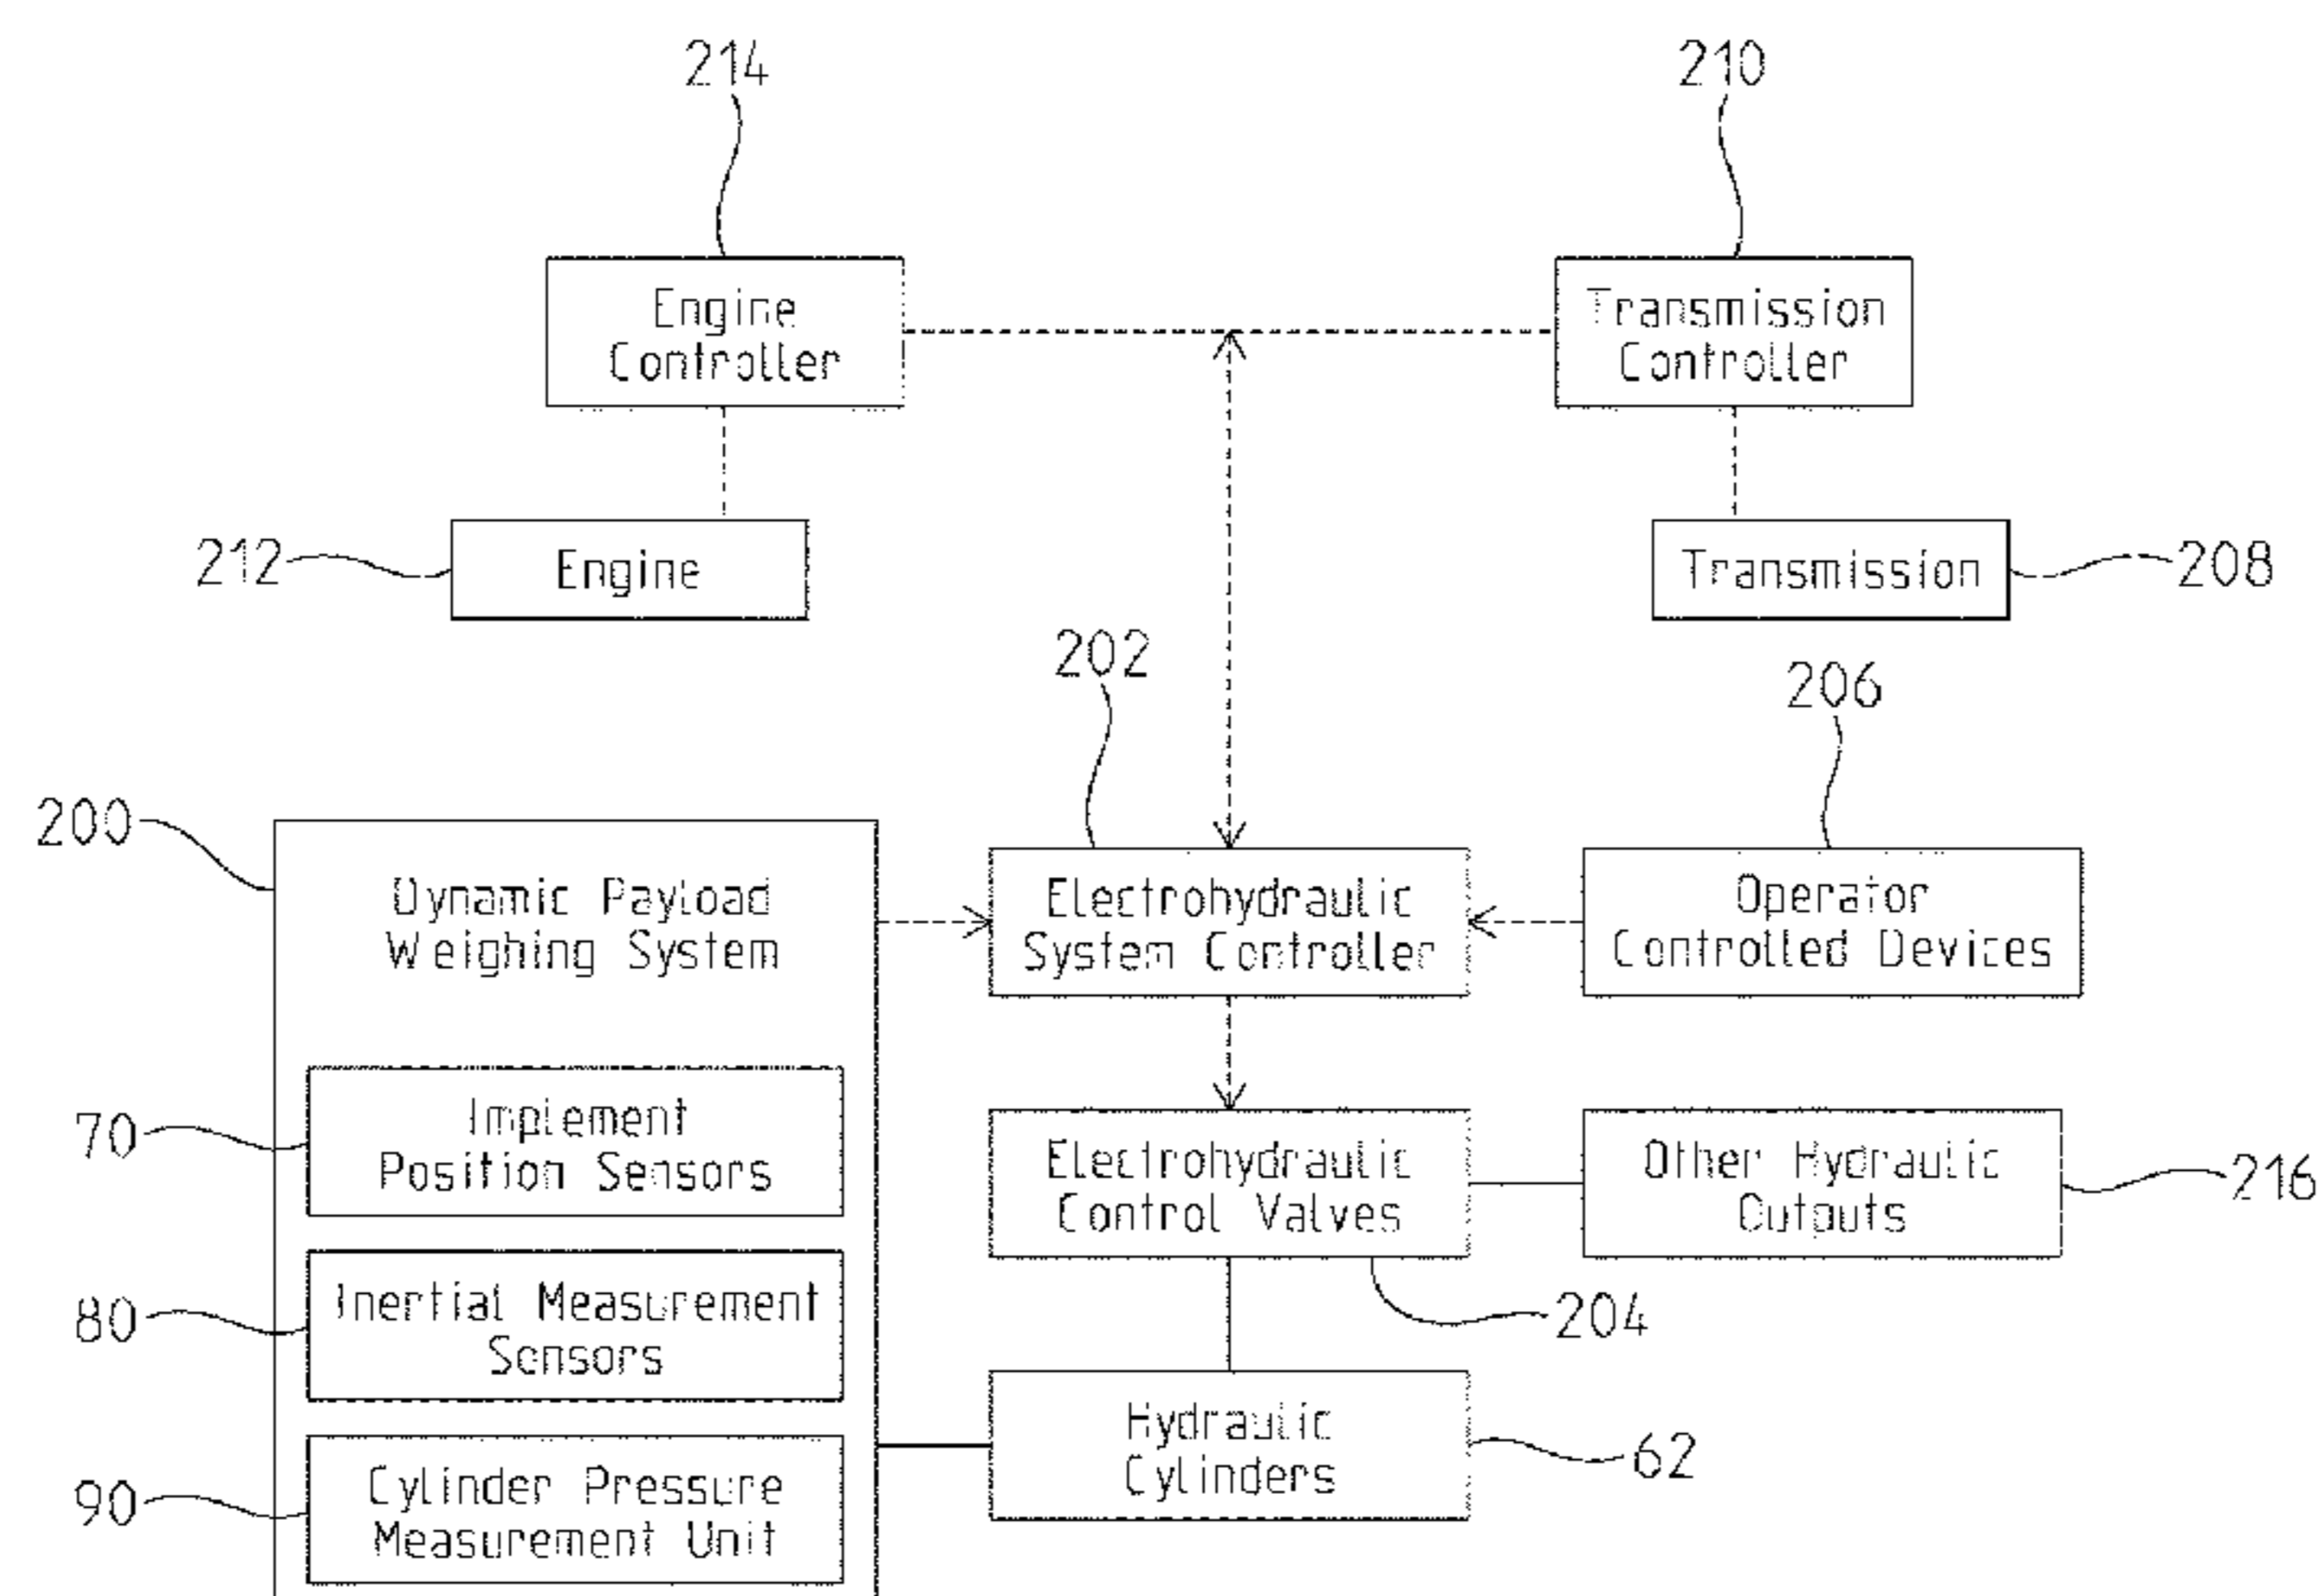 214
210
Engine
Controller
Transmission
Controller
212
Engine
Transmission
208
202
206
200
Dynamic Payload
Weighing System
Electrohydraulic
System Controller
Operator
Controlled Devices
70
Implement
Position Sensors
Electrohydraulic
Control Valves
Other Hydraulic
Outputs
216
80
Inertial Measurement
Sensors
204
90
Cylinder Pressure
Measurement Unit
Hydraulic
Cylinders
62